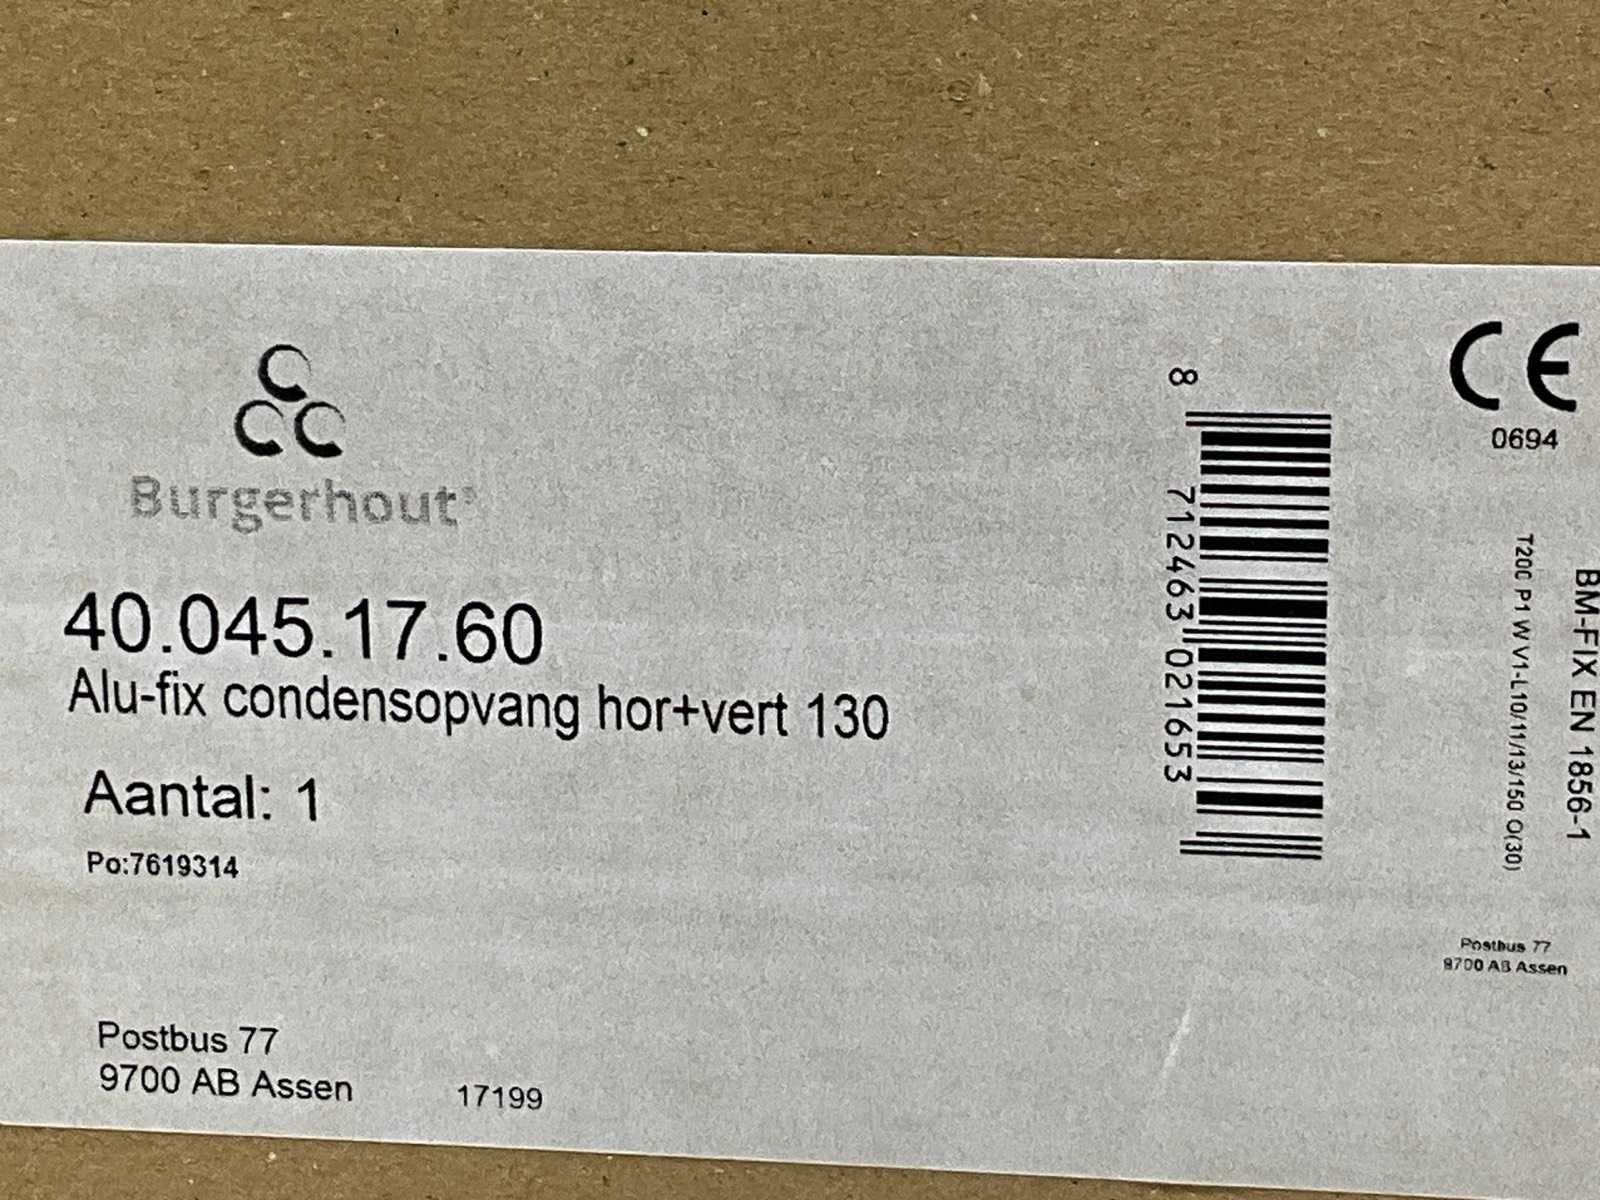 Burgerhout®
40.045.17.60
Alu-fix condensopvang hor+vert 130
Aantal: 1
Po:7619314
Postbus 77
9700 AB Assen
17199
8 712463 021653
CE
0694
BM-FIX EN 1856-1
T200 P1 W V1-L10/11/13/150 O(30)
Postbus 77
9700 AB Assen